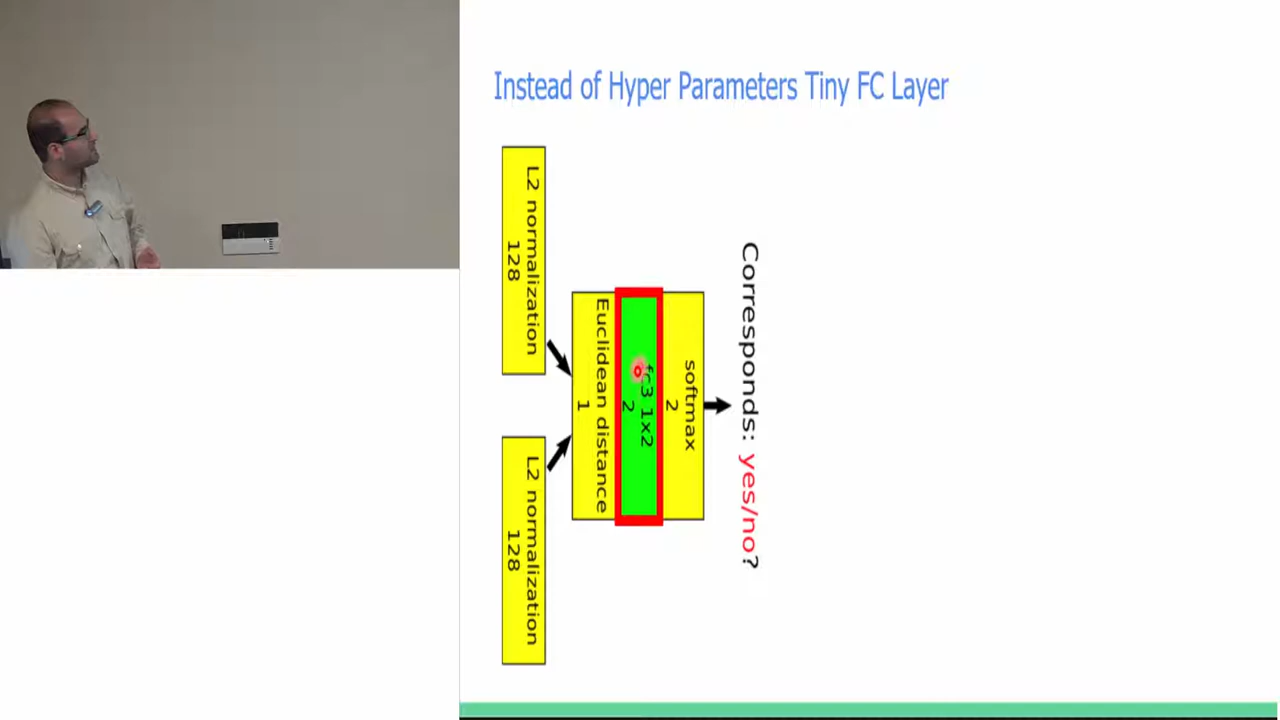 Instead of Hyper Parameters Tiny FC Layer
L2 normalization
128
L2 normalization
128
Euclidean distance
1
fc3 1x2
2
softmax
2
Corresponds: yes/no?